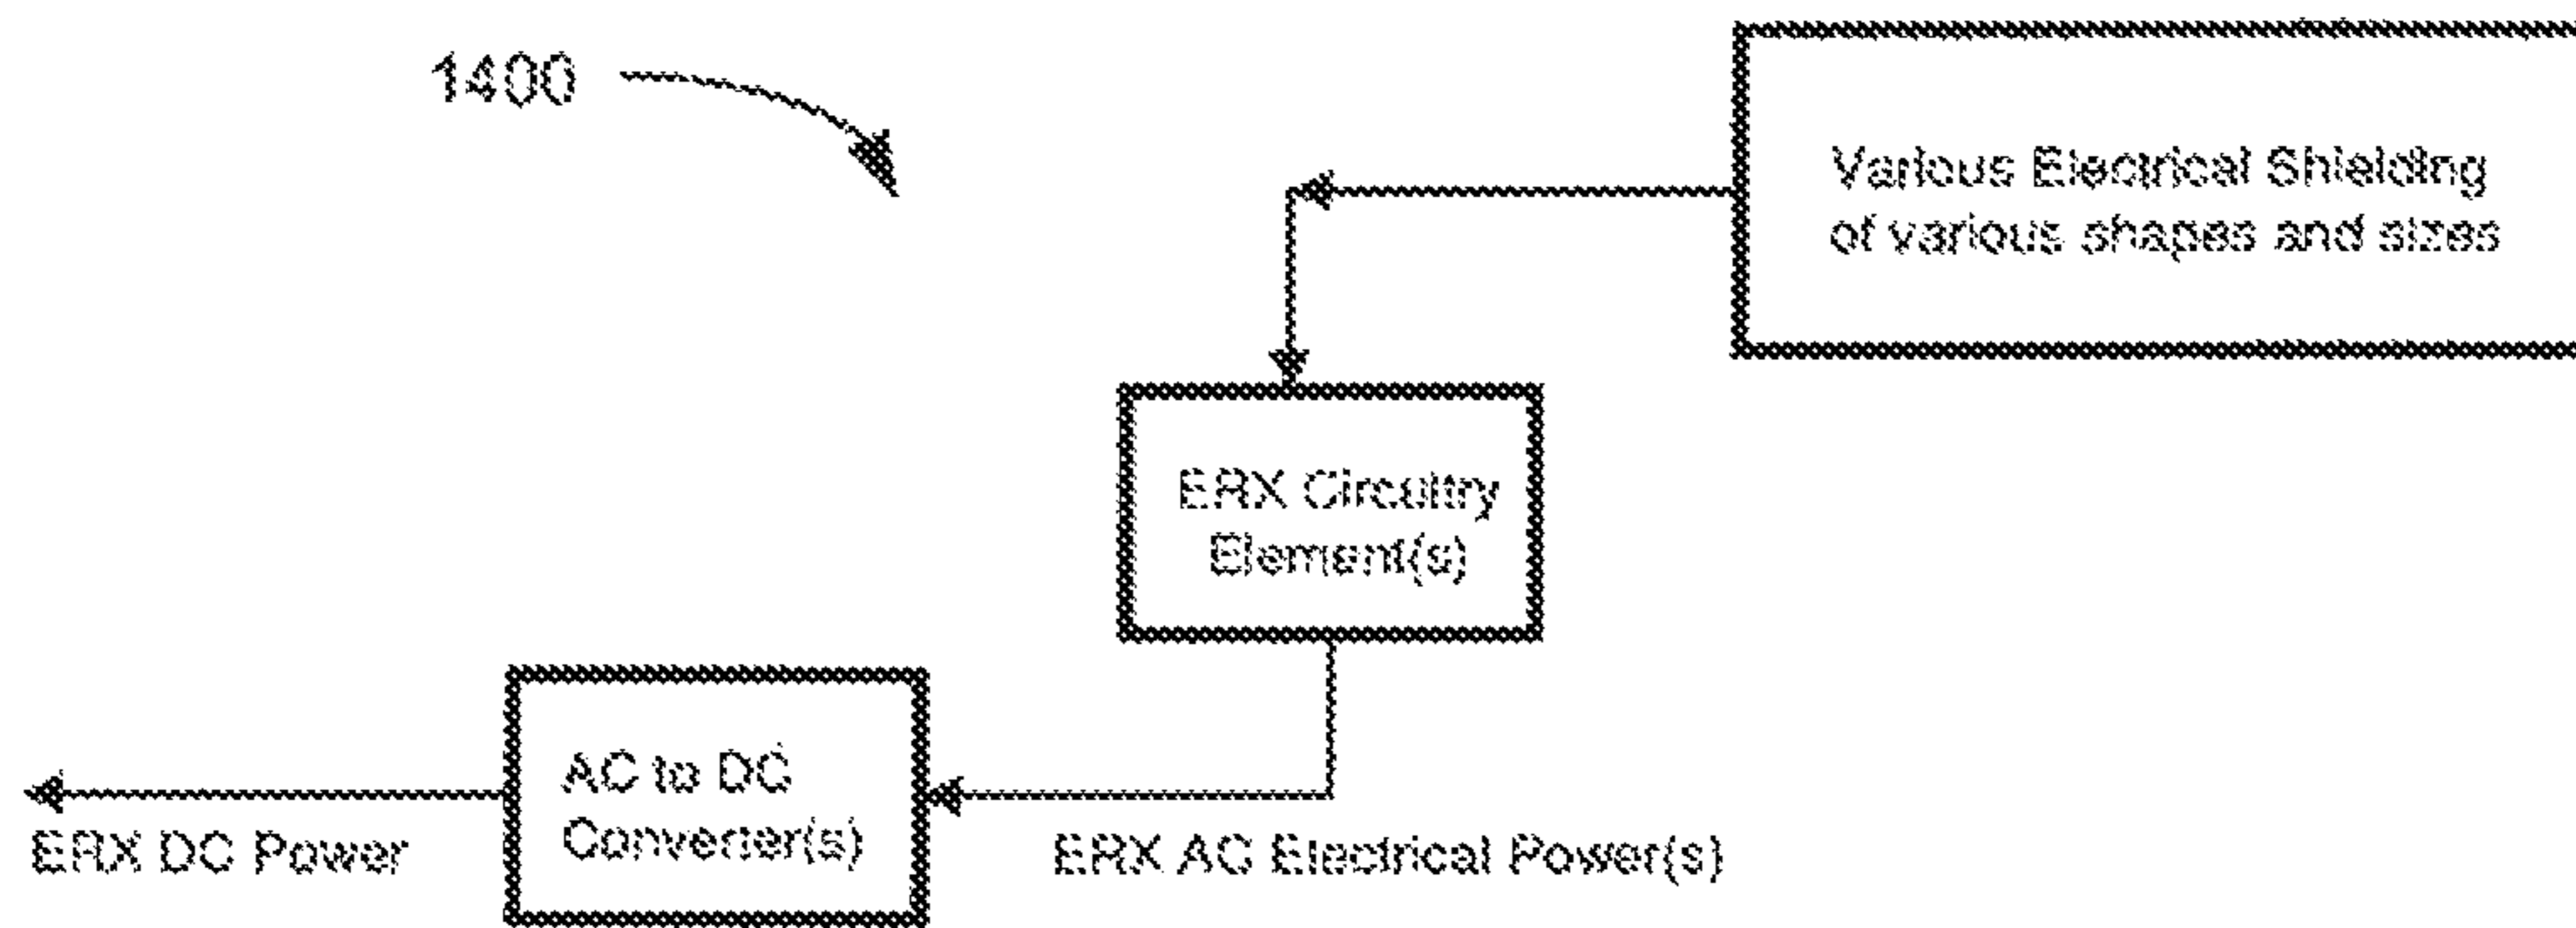 1400
Various Electrical Shielding
of various shapes and sizes
ERX Circuitry
Element(s)
AC to DC
Converter(s)
ERX DC Power
ERX AC Electrical Power(s)